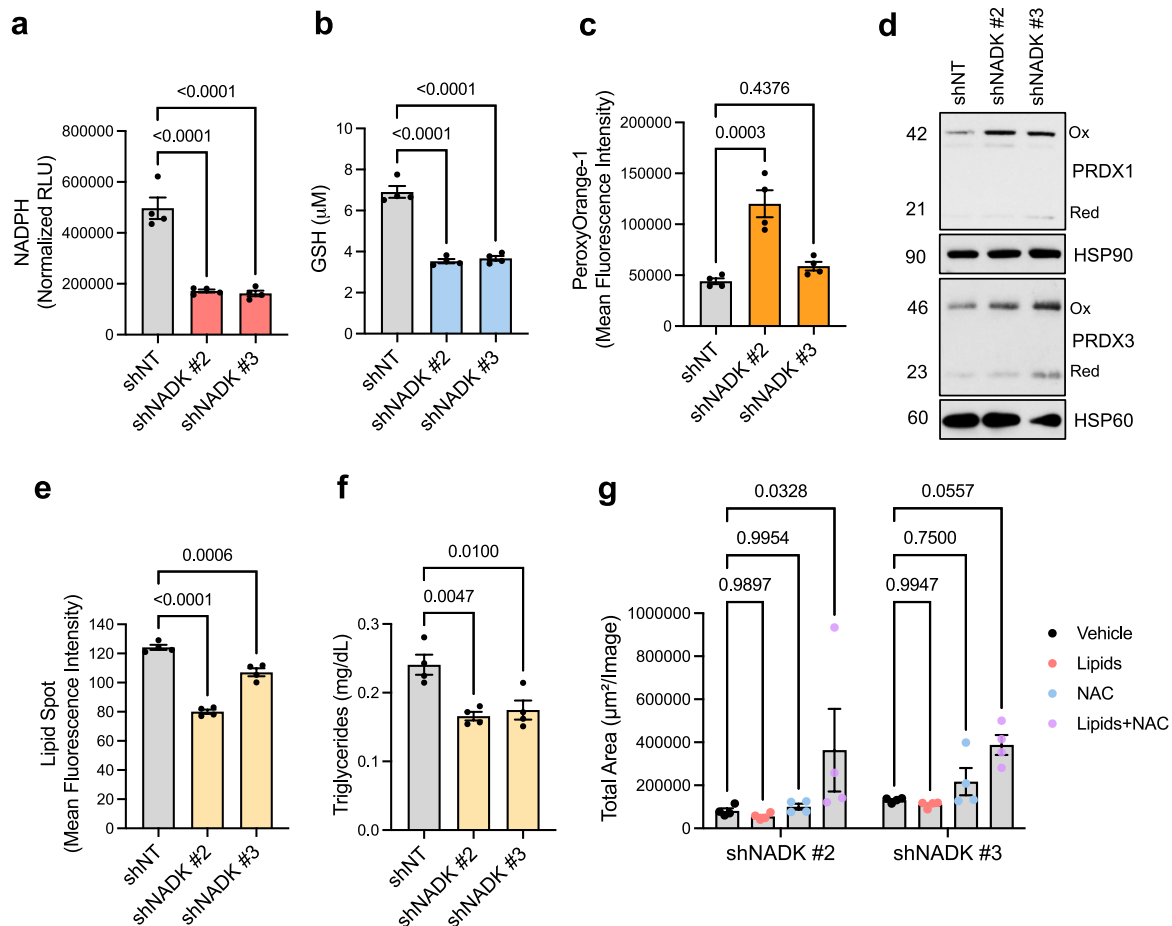 a
<0.0001
<0.0001
800000
600000
400000
200000
0
NADPH
(Normalized RLU)
shNT
shNADK #2
shNADK #3
b
<0.0001
<0.0001
10
8
6
4
2
0
GSH (μM)
shNT
shNADK #2
shNADK #3
c
0.4376
0.0003
200000
150000
100000
50000
0
PeroxyOrange-1
(Mean Fluorescence Intensity)
shNT
shNADK #2
shNADK #3
d
shNT
shNADK #2
shNADK #3
42
Ox
PRDX1
21
Red
90
HSP90
46
Ox
PRDX3
23
Red
60
HSP60
e
0.0006
<0.0001
140
120
100
80
60
40
20
0
Lipid Spot
(Mean Fluorescence Intensity)
shNT
shNADK #2
shNADK #3
f
0.0100
0.0047
0.3
0.2
0.1
0.0
Triglycerides (mg/dL)
shNT
shNADK #2
shNADK #3
g
0.0328
0.9954
0.9897
0.0557
0.7500
0.9947
1000000
800000
600000
400000
200000
0
Total Area (μm²/Image)
shNADK #2
shNADK #3
Vehicle
Lipids
NAC
Lipids+NAC